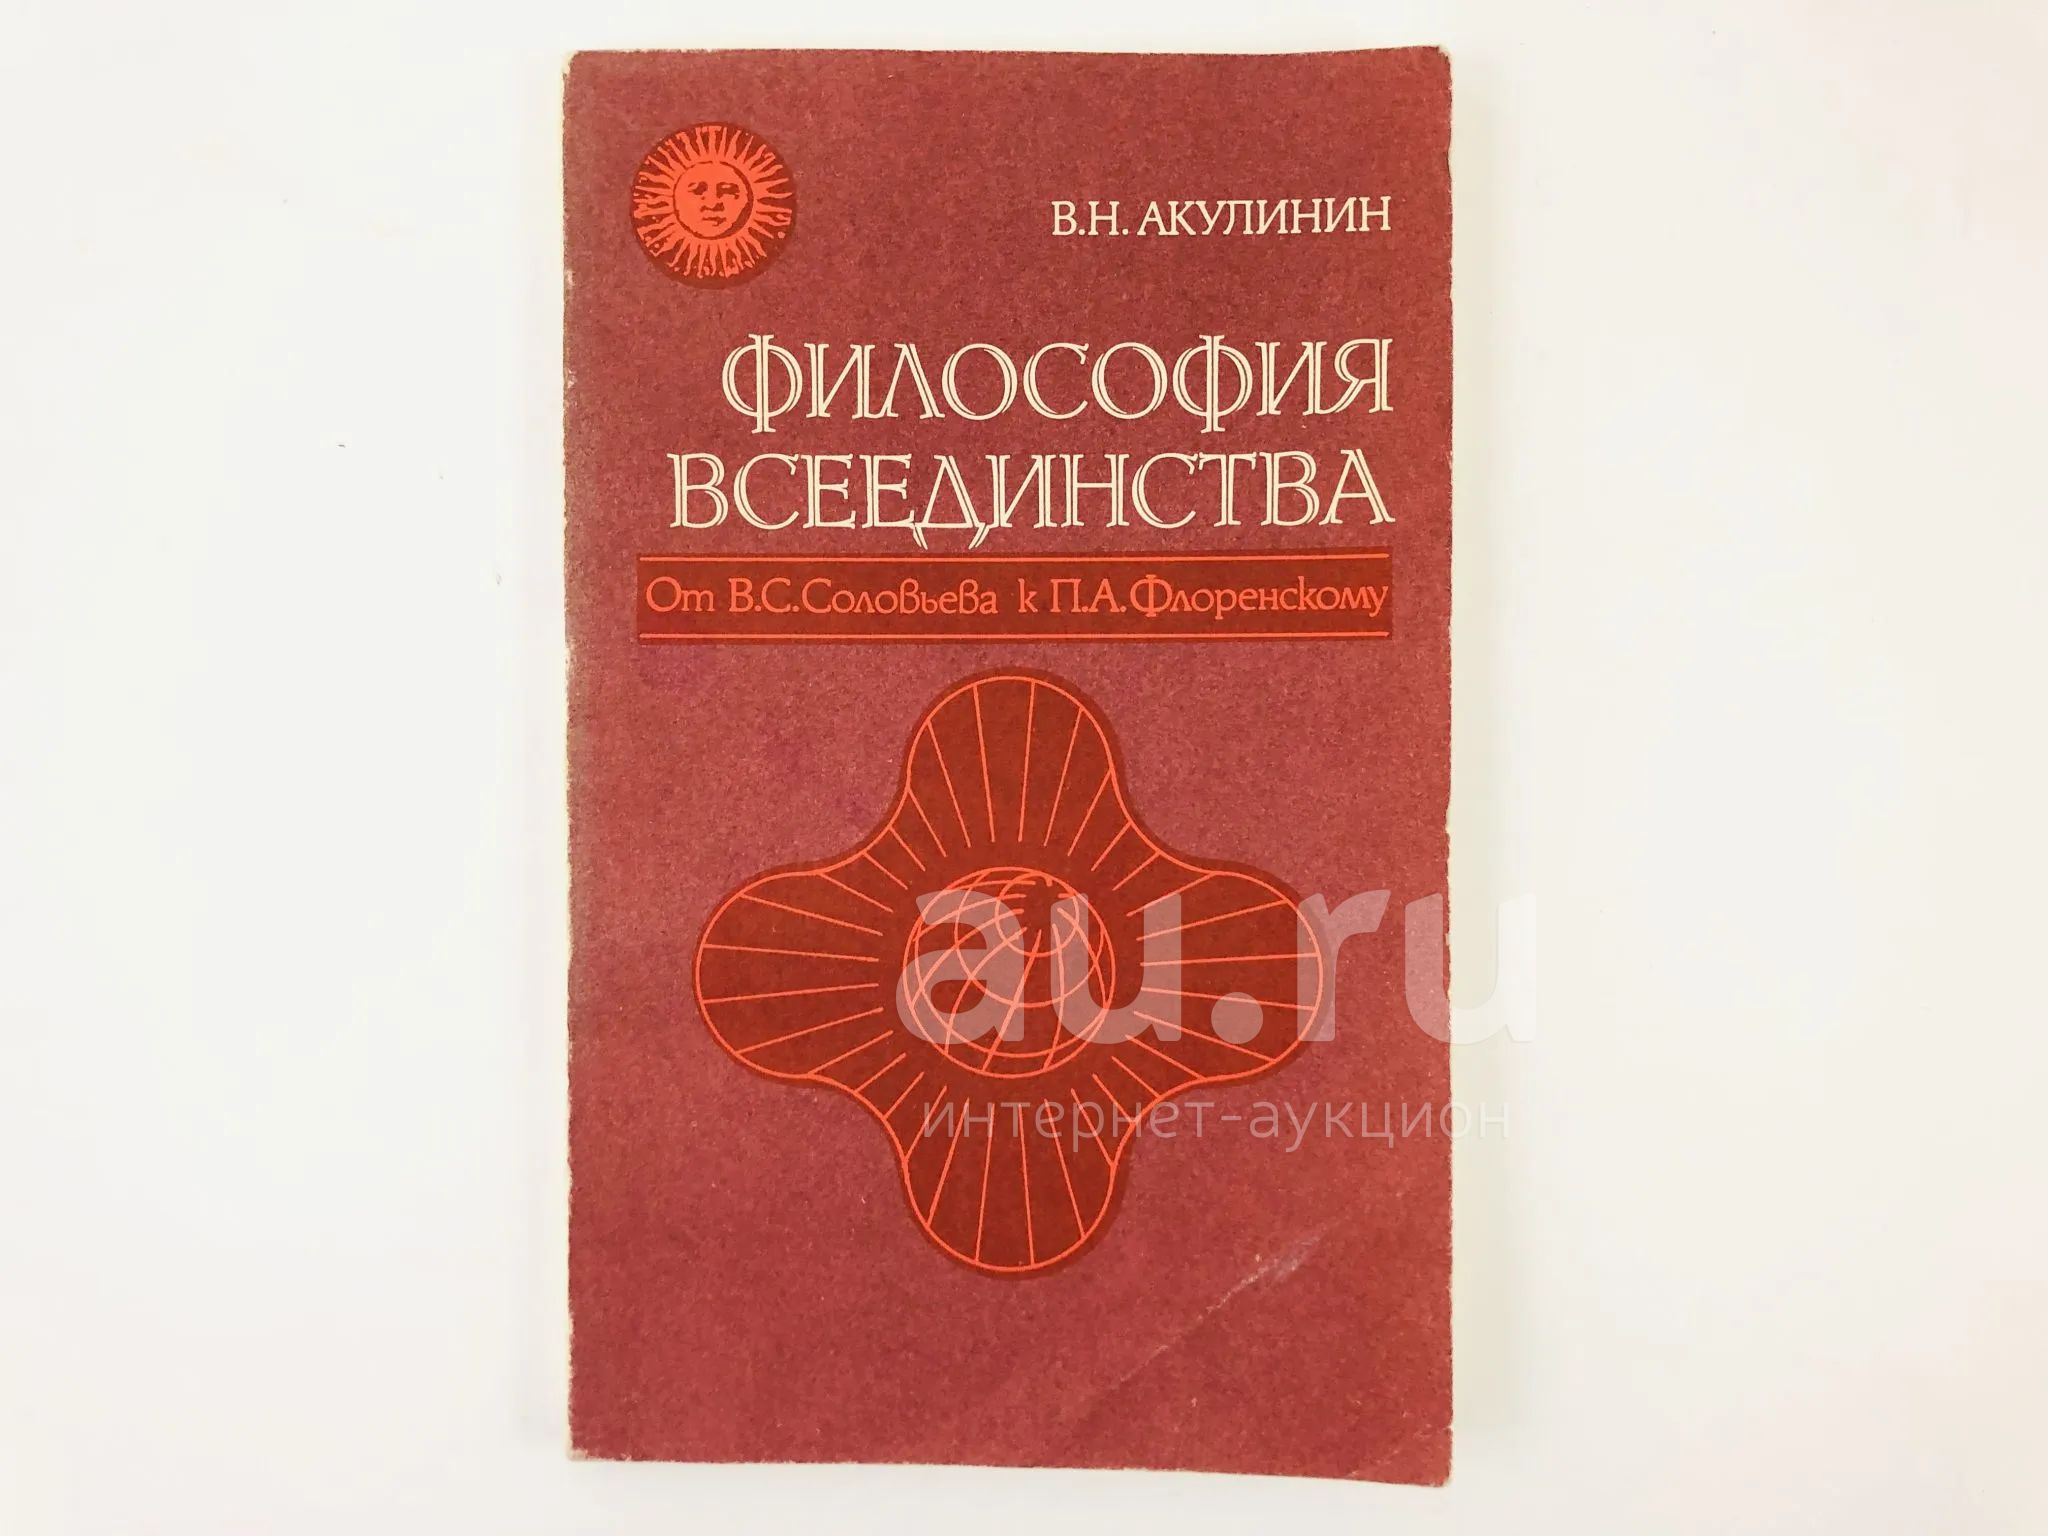 В.Н. АКУЛИНИН
ФИЛОСОФИЯ
ВСЕЕДИНСТВА
От В.С.Соловьева к П.А.Флоренскому
au.ru
интернет-аукцион